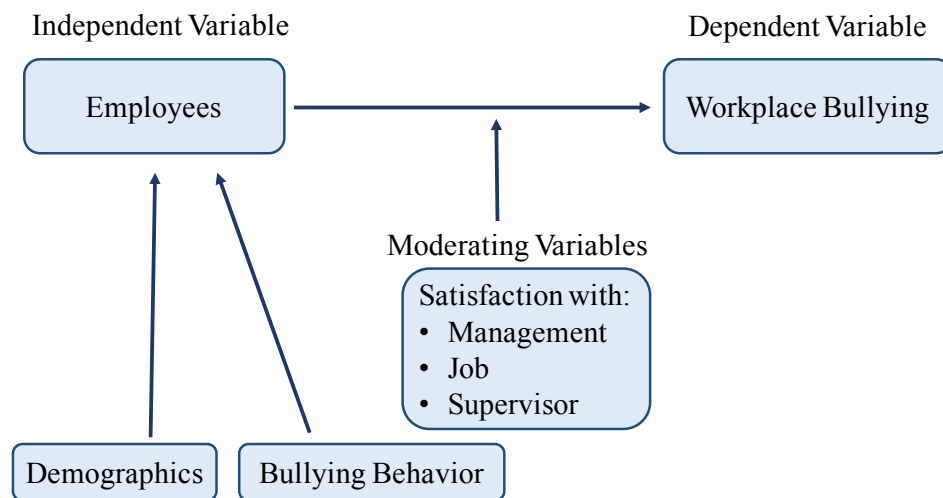 Independent Variable
Dependent Variable
Employees
Workplace Bullying
Moderating Variables
Satisfaction with:
• Management
• Job
• Supervisor
Demographics
Bullying Behavior